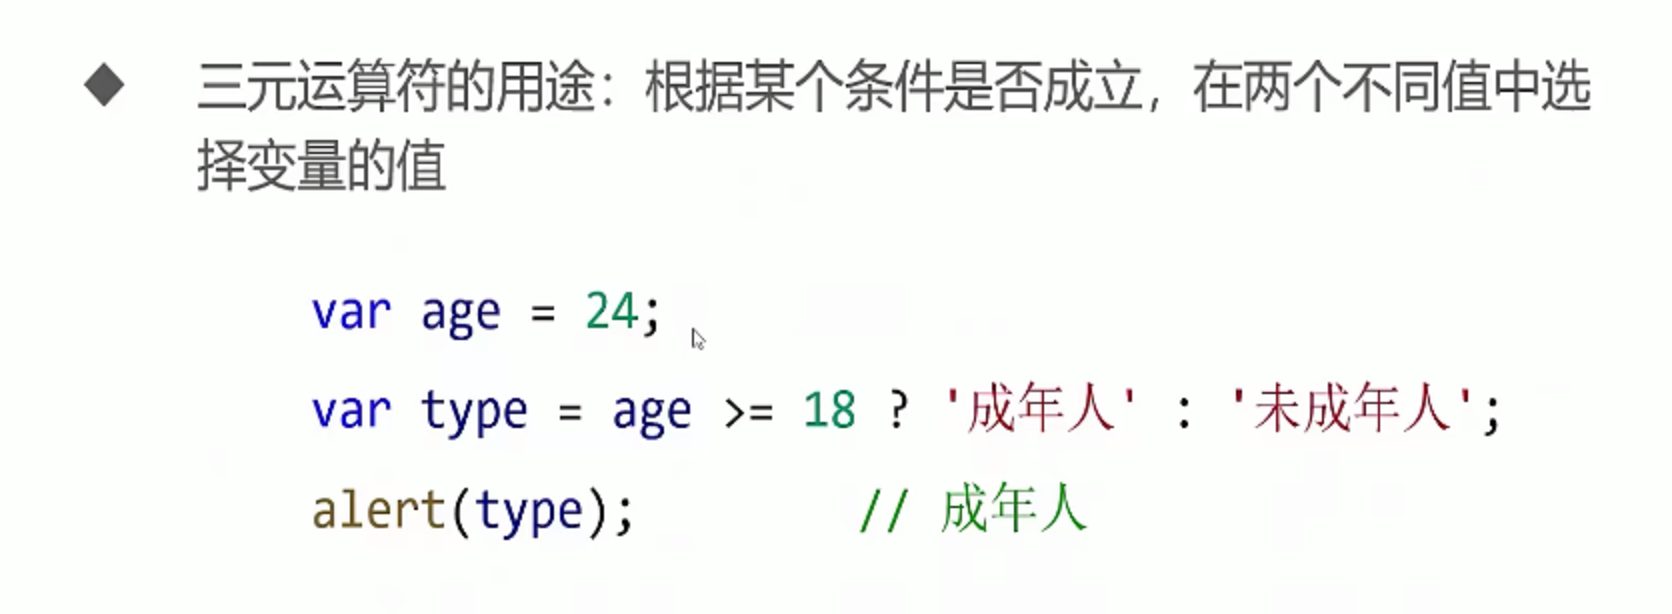 ◆ 三元运算符的用途：根据某个条件是否成立，在两个不同值中选
择变量的值
var age = 24;
var type = age >= 18 ? '成年人' : '未成年人';
alert(type); // 成年人